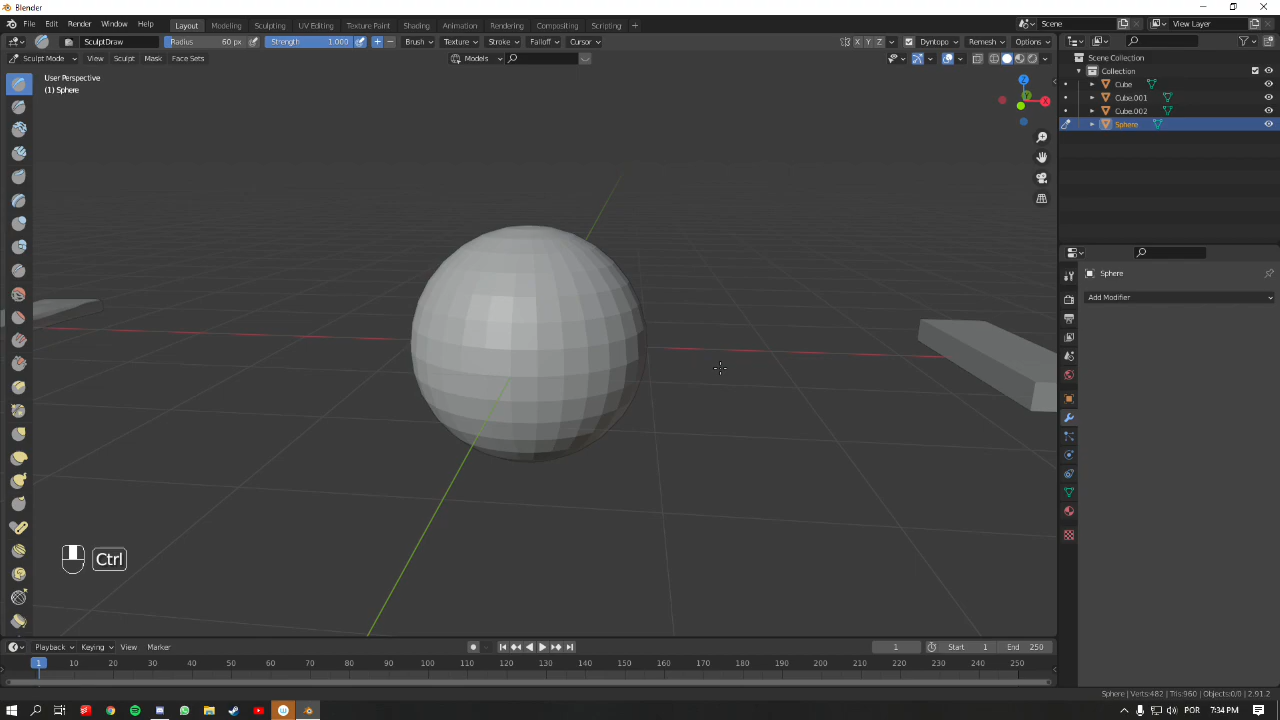 Blender
File Edit Render Window Help Layout Modeling Sculpting UV Editing Texture Paint Shading Animation Rendering Compositing Scripting + Scene View Layer
SculptDraw Radius 60 px Strength 1.000 + − Brush Texture Stroke Falloff Cursor X Y Z Dyntopo Remesh Options
Sculpt Mode View Sculpt Mask Face Sets Models
User Perspective
(1) Sphere
Scene Collection
Collection
Cube
Cube.001
Cube.002
Sphere
Z
Y
X
Sphere
Add Modifier
Ctrl
Playback Keying View Marker 1 Start 1 End 250
1 10 20 30 40 50 60 70 80 90 100 110 120 130 140 150 160 170 180 190 200 210 220 230 240 250
Sphere | Verts:482 | Tris:960 | Objects:0/0 | 2.91.2
POR 7:34 PM